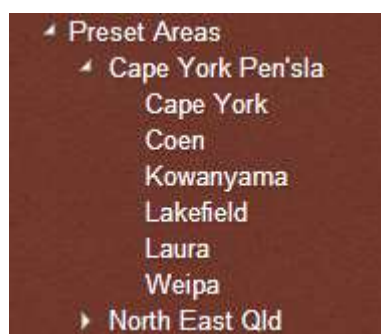 Preset Areas
Cape York Pen'sla
Cape York
Coen
Kowanyama
Lakefield
Laura
Weipa
North East Qld